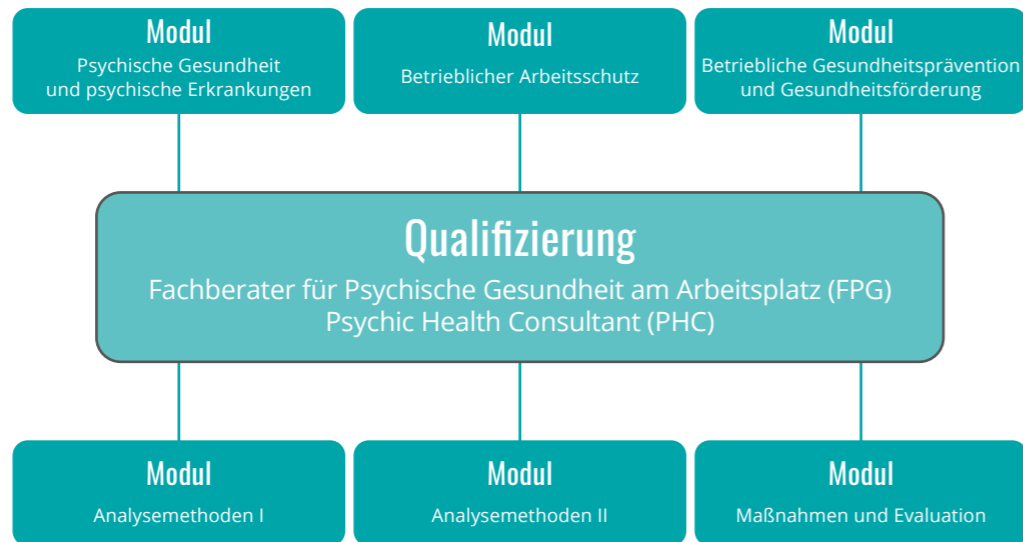 Modul
Psychische Gesundheit
und psychische Erkrankungen
Modul
Betrieblicher Arbeitsschutz
Modul
Betriebliche Gesundheitsprävention
und Gesundheitsförderung
Qualifizierung
Fachberater für Psychische Gesundheit am Arbeitsplatz (FPG)
Psychic Health Consultant (PHC)
Modul
Analysemethoden I
Modul
Analysemethoden II
Modul
Maßnahmen und Evaluation